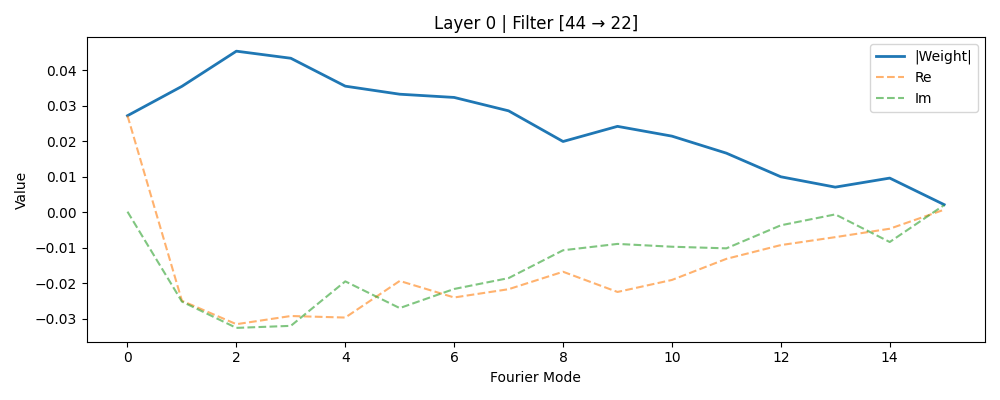 Layer 0 | Filter [44 → 22]
|Weight|
Re
Im
Value
0.04
0.03
0.02
0.01
0.00
−0.01
−0.02
−0.03
0 2 4 6 8 10 12 14
Fourier Mode